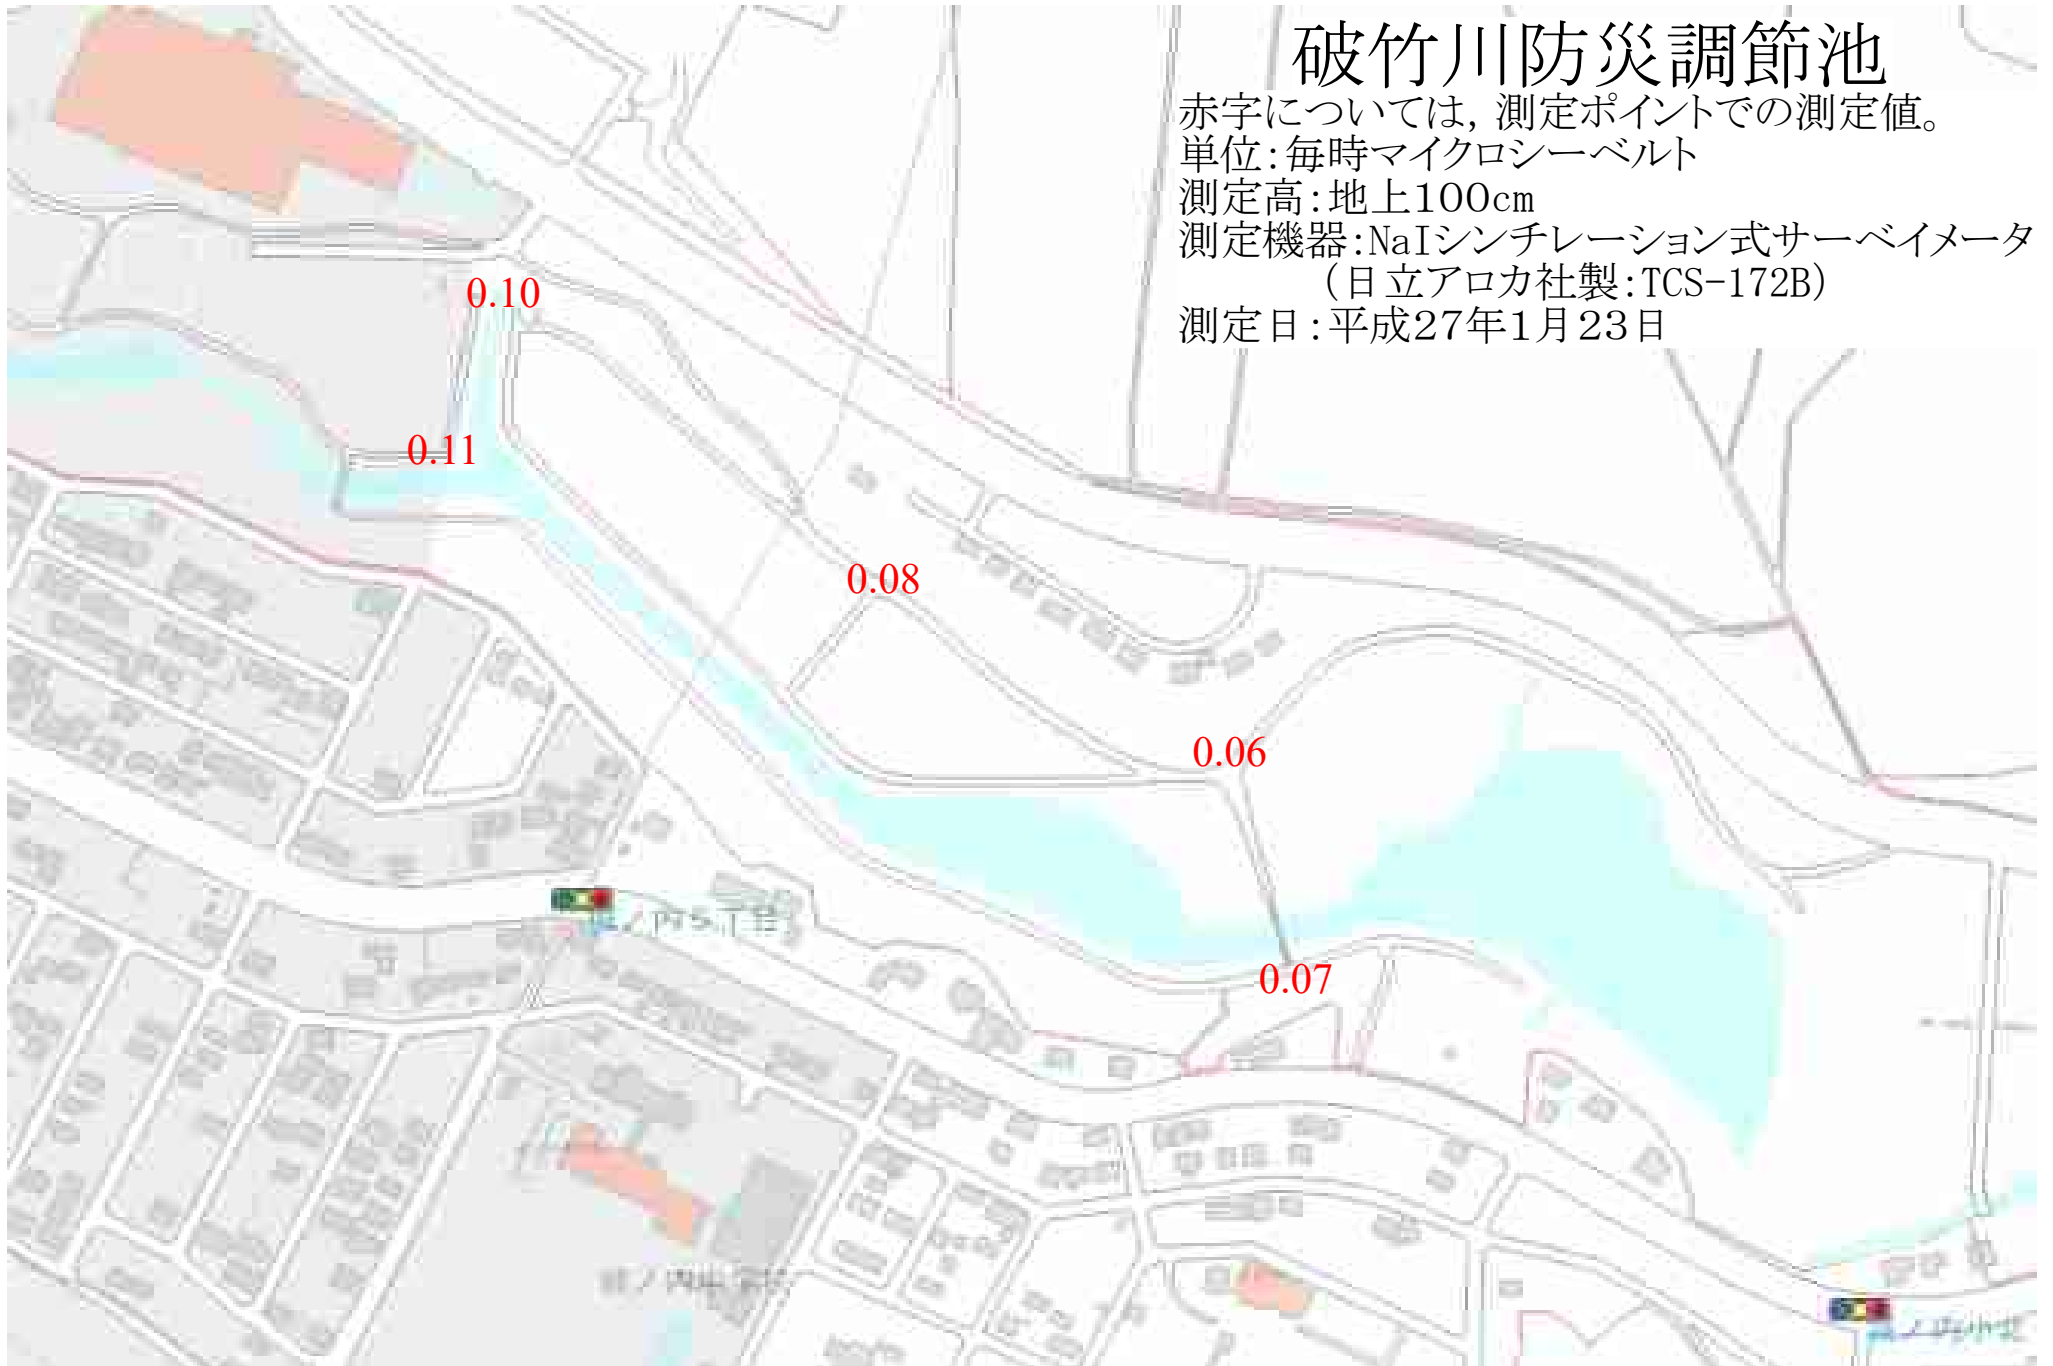 破竹川防災調節池
赤字については，測定ポイントでの測定値。
単位：毎時マイクロシーベルト
測定高：地上100cm
測定機器：NaIシンチレーション式サーベイメータ
（日立アロカ社製：TCS-172B）
測定日：平成27年1月23日
0.10
0.11
0.08
0.06
0.07